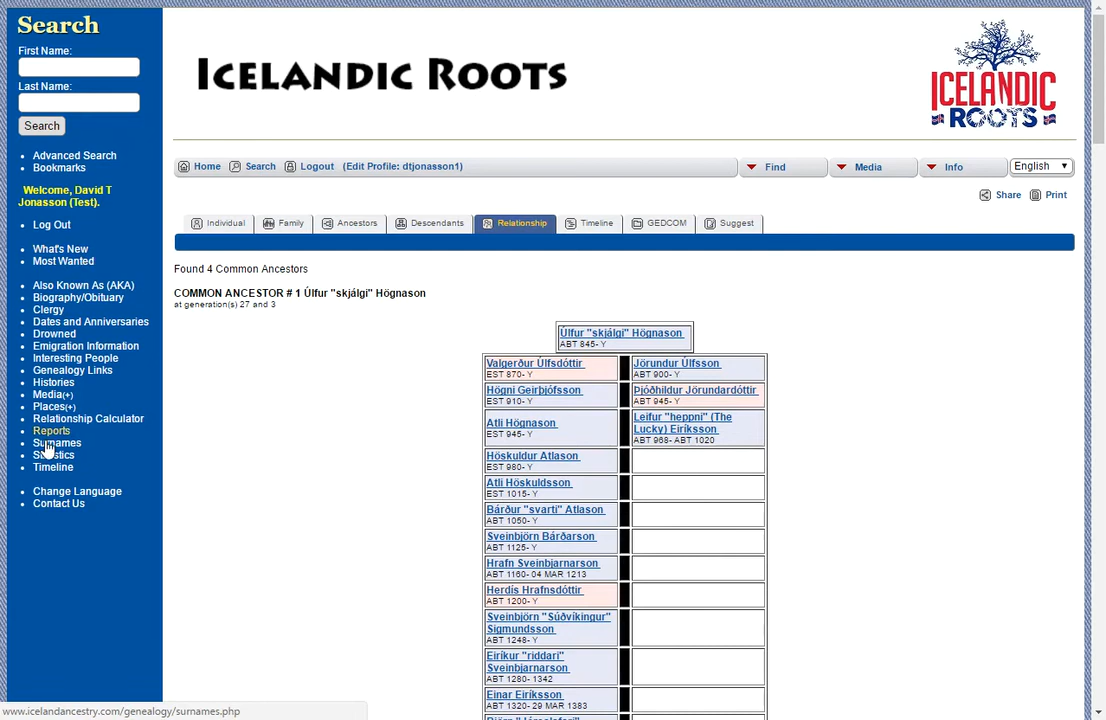 Search
First Name:
Last Name:
Search
Advanced Search
Bookmarks
Welcome, David T
Jonasson (Test).
Log Out
What's New
Most Wanted
Also Known As (AKA)
Biography/Obituary
Clergy
Dates and Anniversaries
Drowned
Emigration Information
Interesting People
Genealogy Links
Histories
Media(+)
Places(+)
Relationship Calculator
Reports
Surnames
Statistics
Timeline
Change Language
Contact Us
ICELANDIC ROOTS
ICELANDIC
ROOTS
Home Search Logout (Edit Profile: dtjonasson1) Find Media Info English
Share Print
Individual Family Ancestors Descendants Relationship Timeline GEDCOM Suggest
Found 4 Common Ancestors
COMMON ANCESTOR # 1 Úlfur "skjálgi" Högnason
at generation(s) 27 and 3
Úlfur "skjálgi" Högnason
ABT 845- Y
Valgerður Úlfsdóttir
EST 870- Y
Jörundur Úlfsson
ABT 900- Y
Högni Geirþjófsson
EST 910- Y
Þjóðhildur Jörundardóttir
ABT 945- Y
Atli Högnason
EST 945- Y
Leifur "heppni" (The
Lucky) Eiríksson
ABT 968- ABT 1020
Höskuldur Atlason
EST 980- Y
Atli Höskuldsson
EST 1015- Y
Bárður "svarti" Atlason
ABT 1050- Y
Sveinbjörn Bárðarson
ABT 1125- Y
Hrafn Sveinbjarnarson
ABT 1160- 04 MAR 1213
Herdís Hrafnsdóttir
ABT 1200- Y
Sveinbjörn "Súðvíkingur"
Sigmundsson
ABT 1248- Y
Eiríkur "riddari"
Sveinbjarnarson
ABT 1280- 1342
Einar Eiríksson
ABT 1320- 29 MAR 1383
www.icelandancestry.com/genealogy/surnames.php